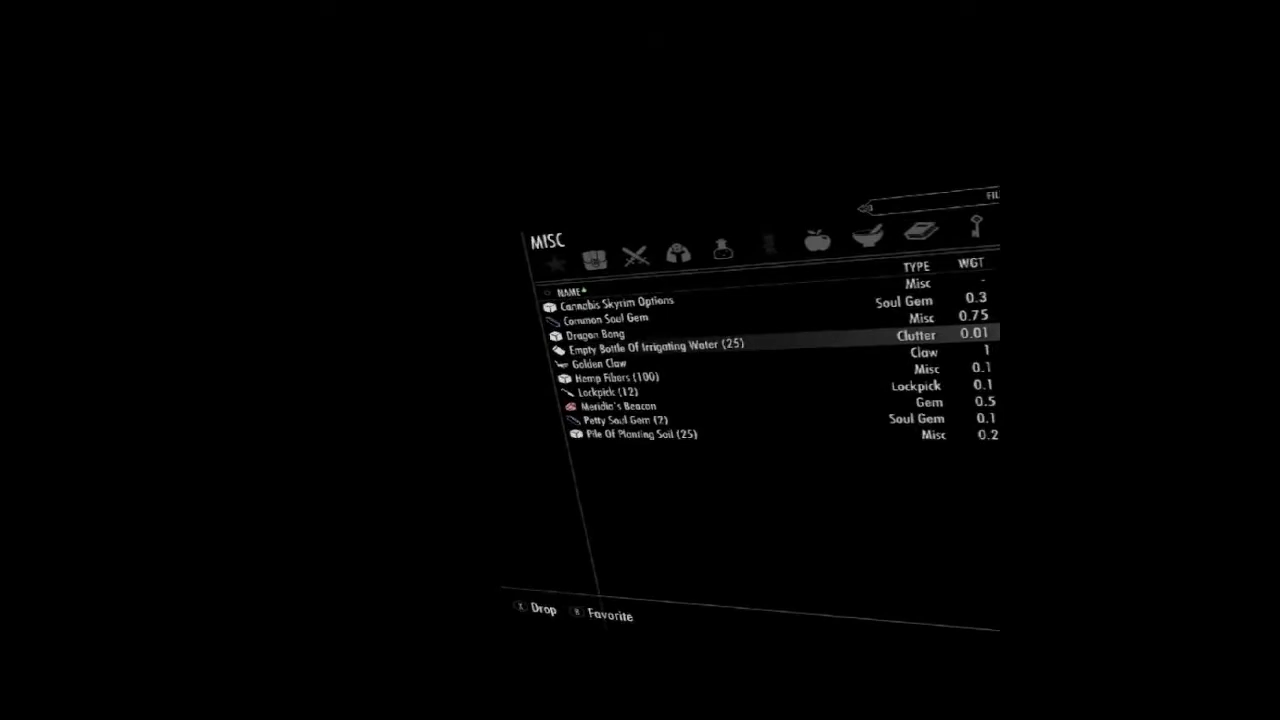 FIL
MISC
NAME TYPE WGT
Cannabis Skyrim Options Misc -
Common Soul Gem Soul Gem 0.3
Dragon Bong Misc 0.75
Empty Bottle Of Irrigating Water (25) Clutter 0.01
Golden Claw Claw 1
Hemp Fibers (100) Misc 0.1
Lockpick (12) Lockpick 0.1
Meridia's Beacon Gem 0.5
Petty Soul Gem (2) Soul Gem 0.1
Pile Of Planting Soil (25) Misc 0.2
Drop Favorite